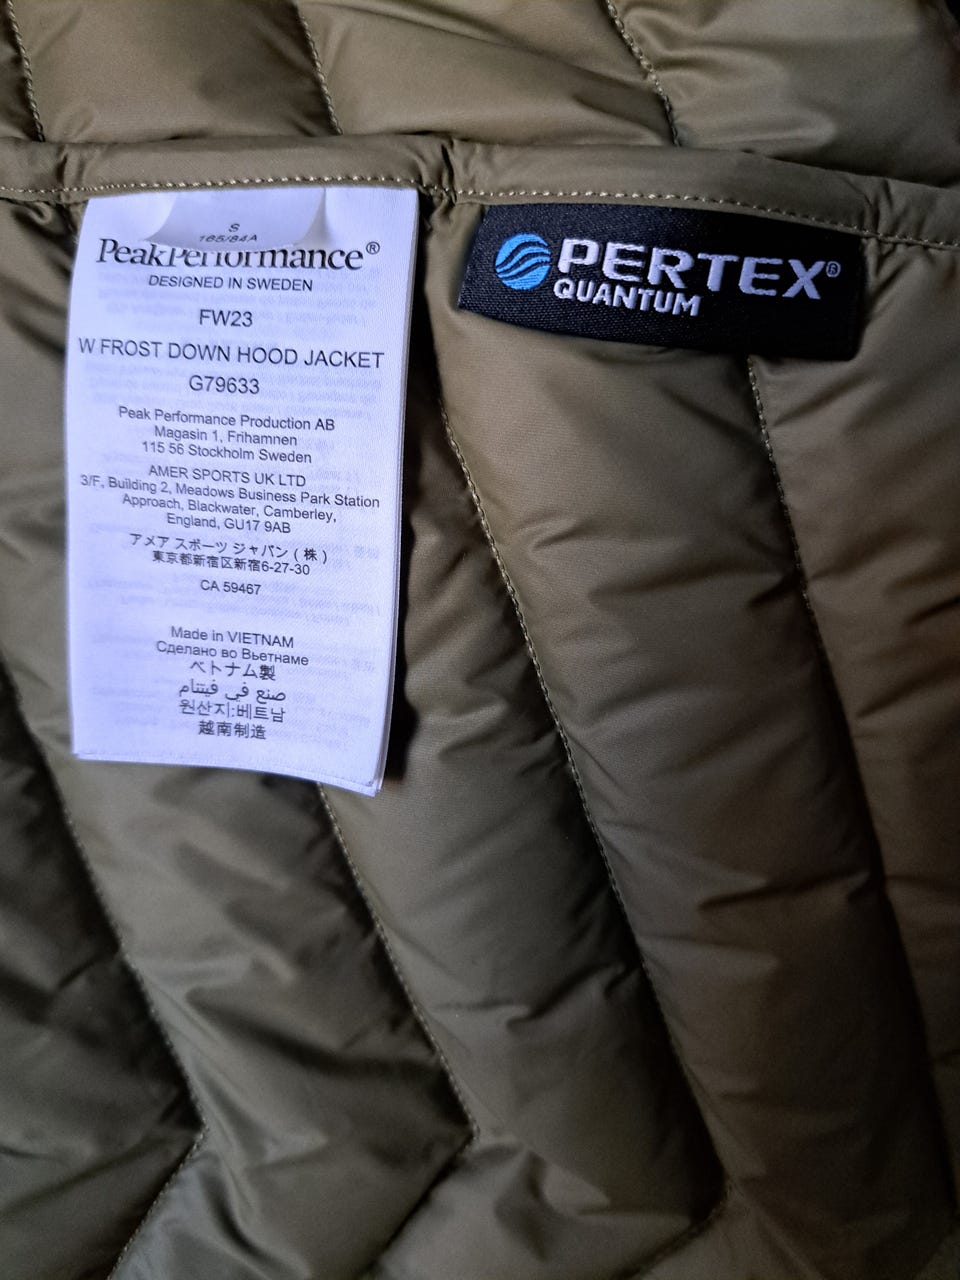 S
165/84A
PeakPerformance®
DESIGNED IN SWEDEN
FW23
W FROST DOWN HOOD JACKET
G79633
Peak Performance Production AB
Magasin 1, Frihamnen
115 56 Stockholm Sweden
AMER SPORTS UK LTD
3/F, Building 2, Meadows Business Park Station
Approach, Blackwater, Camberley,
England, GU17 9AB
アメア スポーツ ジャパン ( 株 )
東京都新宿区新宿6-27-30
CA 59467
Made in VIETNAM
Сделано во Вьетнаме
ベトナム製
صنع في فيتنام
원산지:베트남
越南制造
PERTEX®
QUANTUM